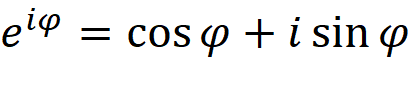 e^{iφ} = cos φ + i sin φ